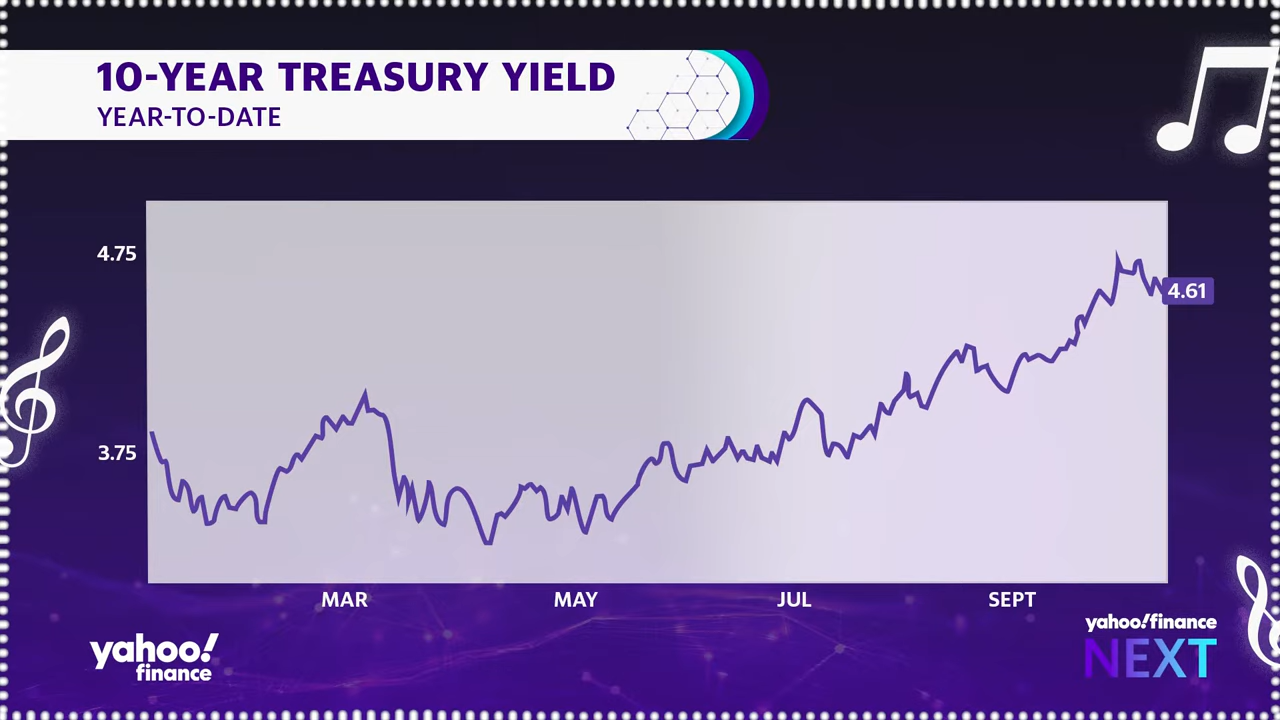 10-YEAR TREASURY YIELD
YEAR-TO-DATE
4.75
4.61
3.75
MAR MAY JUL SEPT
yahoo!
finance
yahoo!finance
NEXT